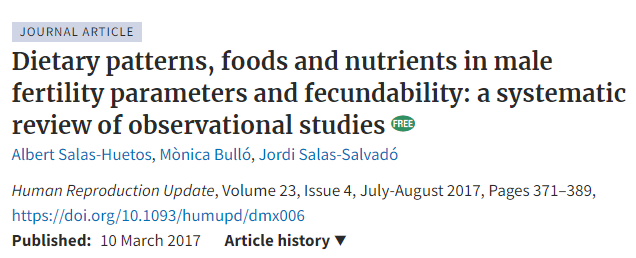 JOURNAL ARTICLE
Dietary patterns, foods and nutrients in male
fertility parameters and fecundability: a systematic
review of observational studies FREE
Albert Salas-Huetos, Mònica Bulló, Jordi Salas-Salvadó
Human Reproduction Update, Volume 23, Issue 4, July-August 2017, Pages 371–389,
https://doi.org/10.1093/humupd/dmx006
Published: 10 March 2017 Article history ▼